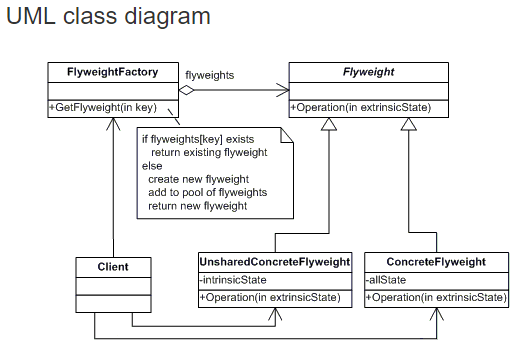 UML class diagram
FlyweightFactory
+GetFlyweight(in key)
flyweights
Flyweight
+Operation(in extrinsicState)
if flyweights[key] exists
return existing flyweight
else
create new flyweight
add to pool of flyweights
return new flyweight
Client
UnsharedConcreteFlyweight
-intrinsicState
+Operation(in extrinsicState)
ConcreteFlyweight
-allState
+Operation(in extrinsicState)